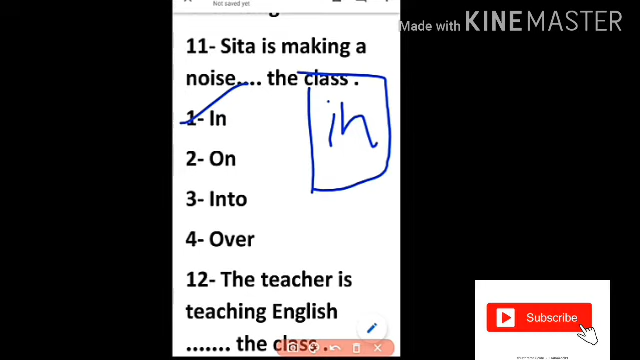 Not saved yet
Made with KINEMASTER
11- Sita is making a
noise.... the class .
1- In
in
2- On
3- Into
4- Over
12- The teacher is
teaching English
....... the class .
Subscribe